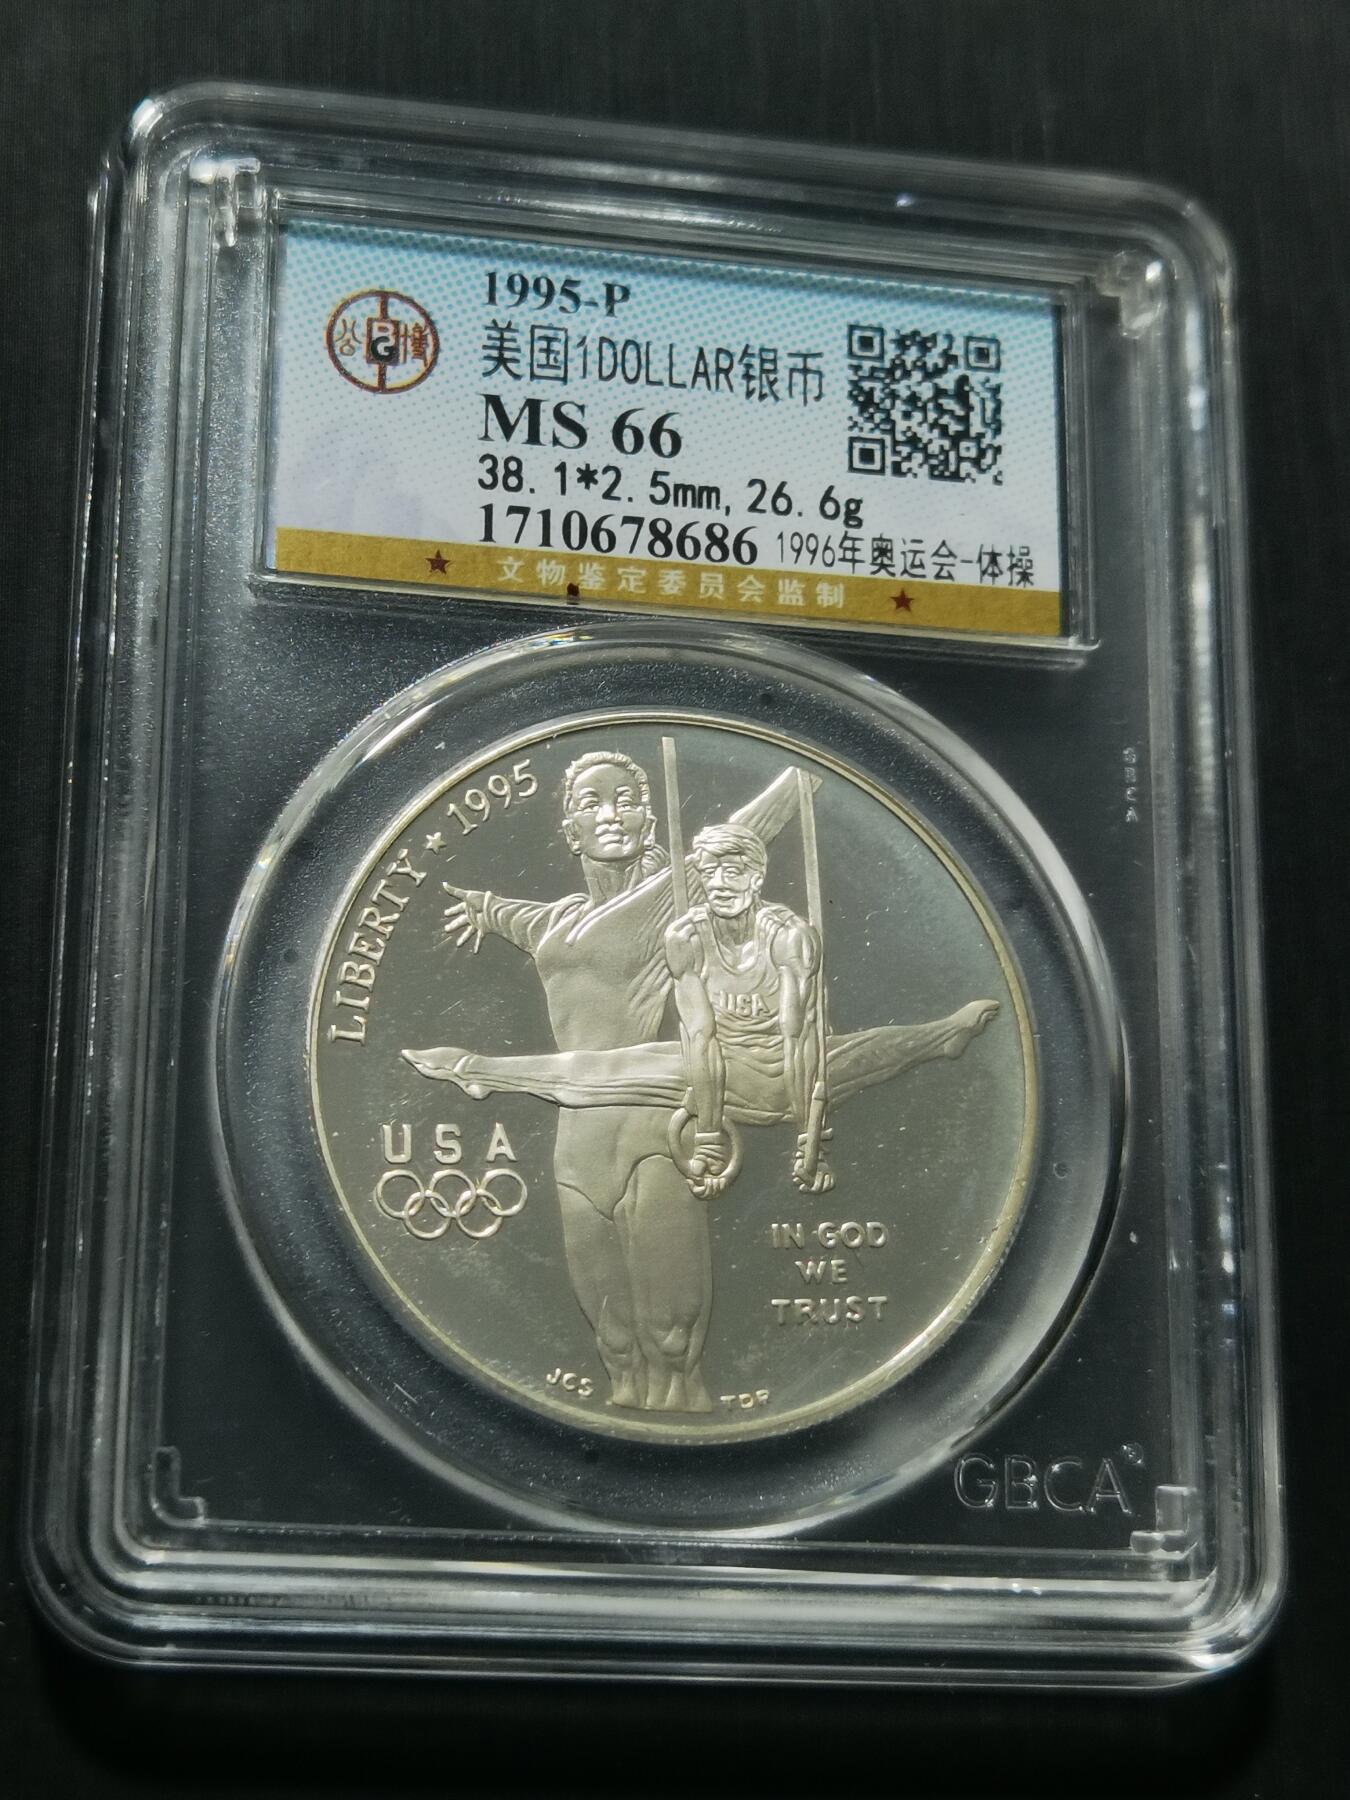 1995-P
美国1DOLLAR银币
MS 66
38.1*2.5mm,26.6g
1710678686 1996年奥运会-体操
文物鉴定委员会监制
公博
LIBERTY ★ 1995
USA
USA
IN GOD
WE
TRUST
JCS
TDR
GBCA
GBCA®